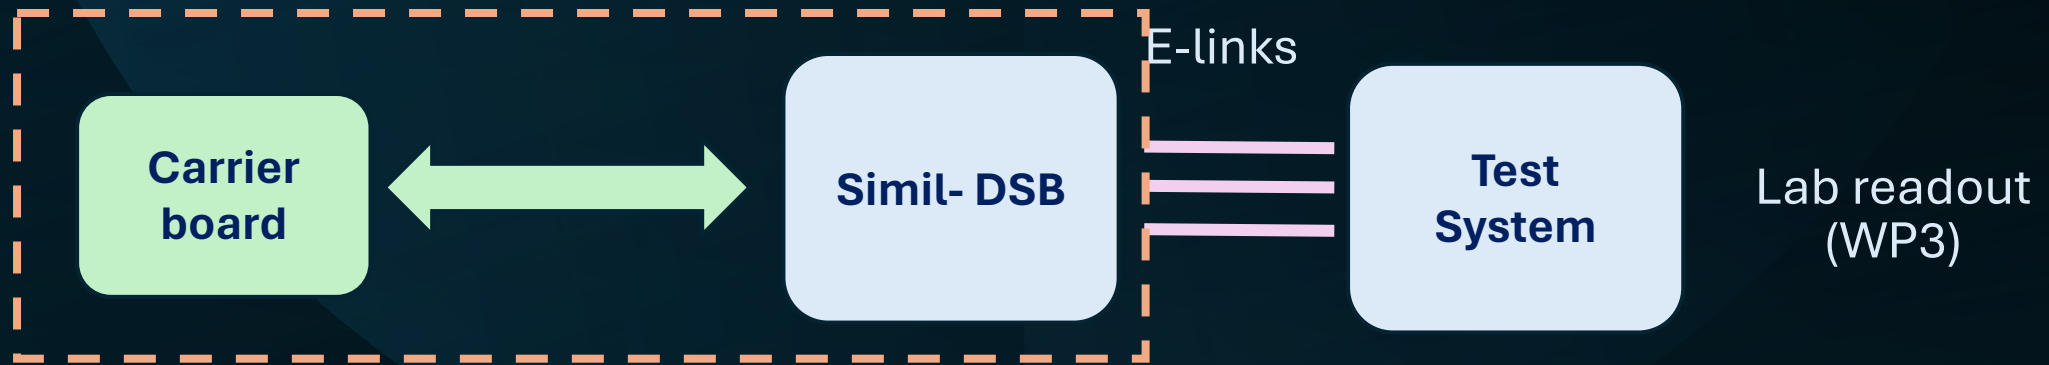 E-links
Carrier
board
Simil- DSB
Test
System
Lab readout
(WP3)